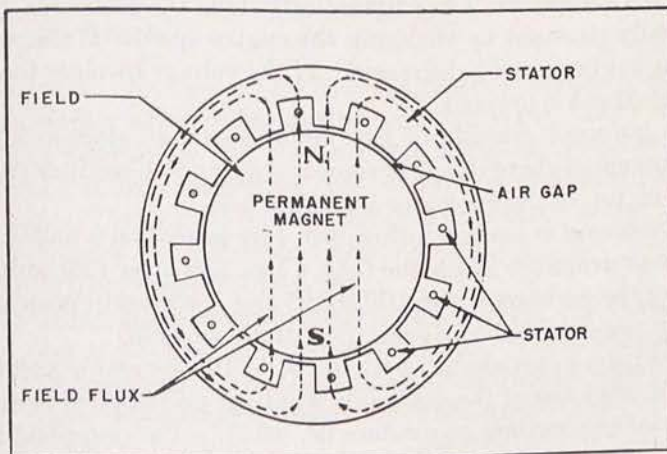 STATOR
FIELD
N.
AIR GAP
PERMANENT
MAGNET
S.
STATOR
FIELD FLUX